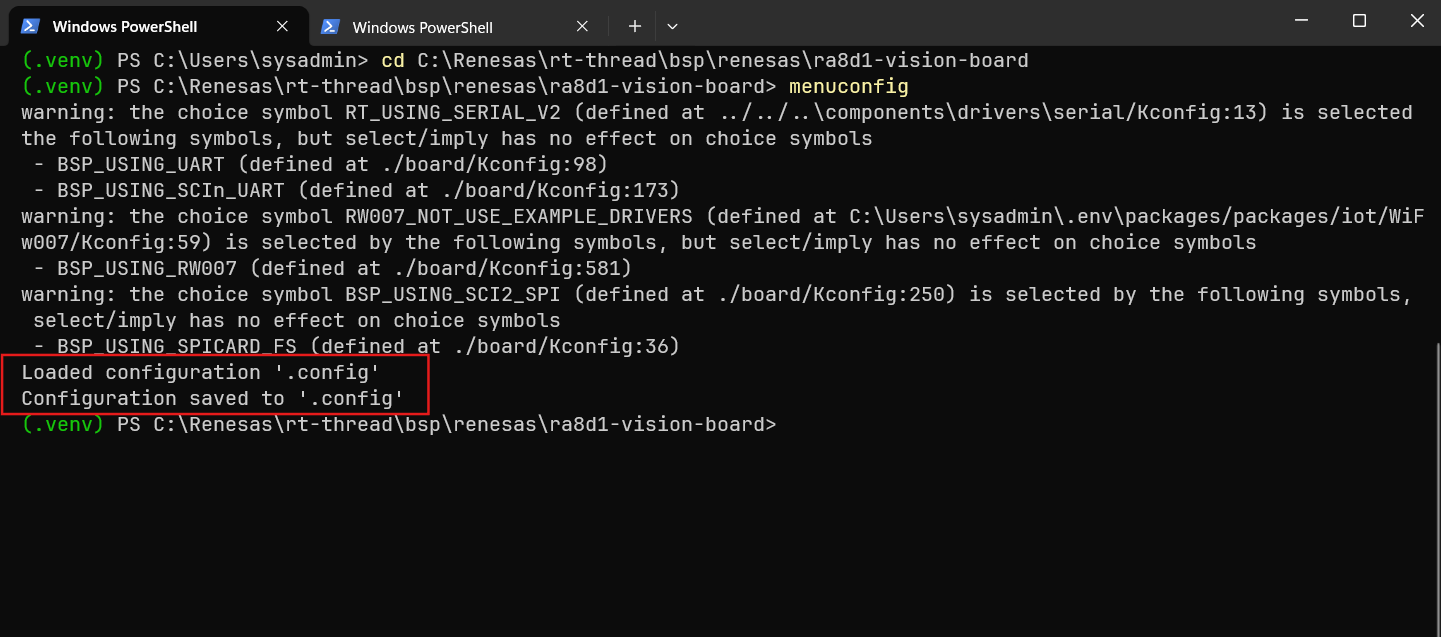 Windows PowerShell
Windows PowerShell
(.venv) PS C:\Users\sysadmin> cd C:\Renesas\rt-thread\bsp\renesas\ra8d1-vision-board
(.venv) PS C:\Renesas\rt-thread\bsp\renesas\ra8d1-vision-board> menuconfig
warning: the choice symbol RT_USING_SERIAL_V2 (defined at ../../..\components\drivers\serial/Kconfig:13) is selected
the following symbols, but select/imply has no effect on choice symbols
- BSP_USING_UART (defined at ./board/Kconfig:98)
- BSP_USING_SCIn_UART (defined at ./board/Kconfig:173)
warning: the choice symbol RW007_NOT_USE_EXAMPLE_DRIVERS (defined at C:\Users\sysadmin\.env\packages/packages/iot/WiF
w007/Kconfig:59) is selected by the following symbols, but select/imply has no effect on choice symbols
- BSP_USING_RW007 (defined at ./board/Kconfig:581)
warning: the choice symbol BSP_USING_SCI2_SPI (defined at ./board/Kconfig:250) is selected by the following symbols,
select/imply has no effect on choice symbols
- BSP_USING_SPICARD_FS (defined at ./board/Kconfig:36)
Loaded configuration '.config'
Configuration saved to '.config'
(.venv) PS C:\Renesas\rt-thread\bsp\renesas\ra8d1-vision-board>